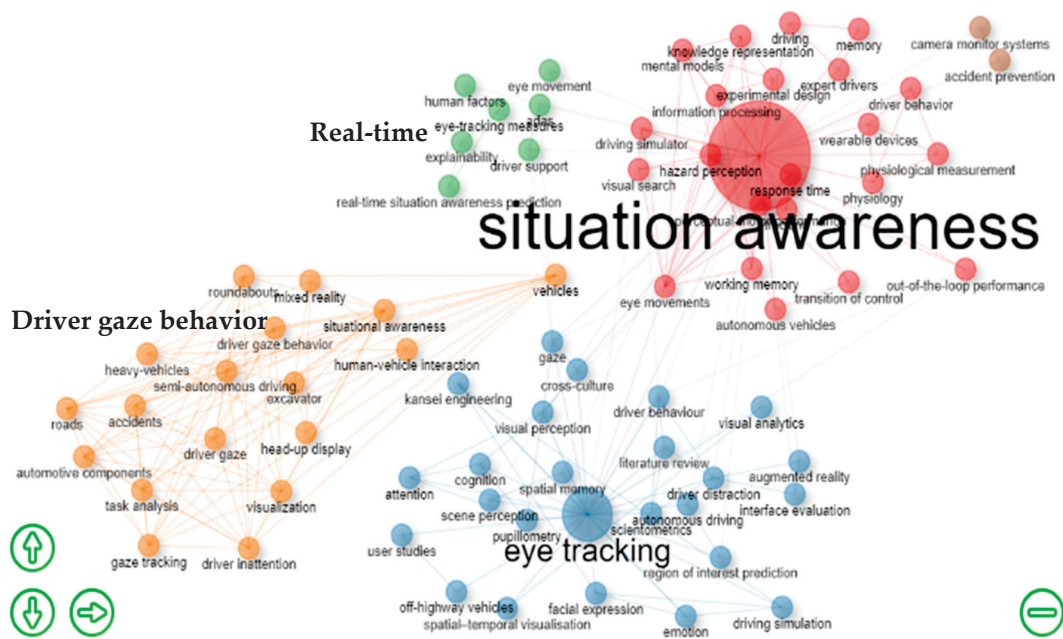 driving
memory
camera monitor systems
knowledge representation
mental models
accident prevention
eye movement
expert drivers
experimental design
human factors
driver behavior
information processing
adas
Real-time
eye-tracking measures
wearable devices
driving simulator
explainability
driver support
hazard perception
physiological measurement
visual search
response time
physiology
real-time situation awareness prediction
situation awareness
eye movements
working memory
out-of-the-loop performance
transition of control
vehicles
roundabouts
mixed reality
autonomous vehicles
situational awareness
Driver gaze behavior
driver gaze behavior
gaze
human-vehicle interaction
heavy-vehicles
semi-autonomous driving
cross-culture
excavator
kansei engineering
driver behaviour
visual analytics
roads
accidents
visual perception
driver gaze
head-up display
literature review
automotive components
augmented reality
cognition
attention
spatial memory
driver distraction
task analysis
visualization
scene perception
autonomous driving
interface evaluation
pupillometry
scientometrics
user studies
eye tracking
gaze tracking
driver inattention
region of interest prediction
off-highway vehicles
facial expression
spatial–temporal visualisation
emotion
driving simulation